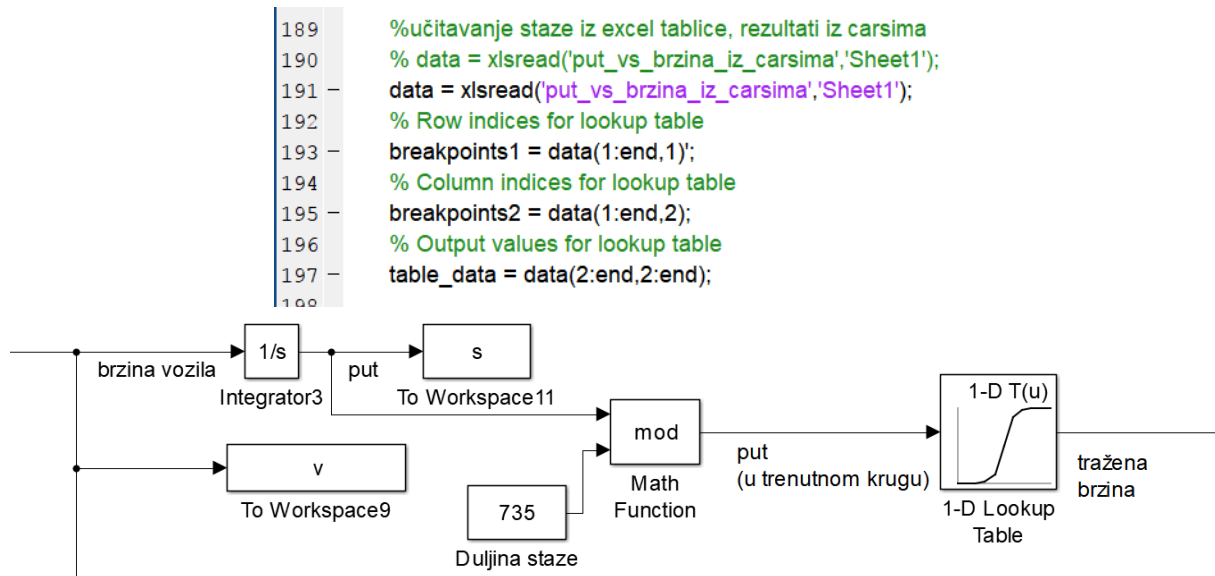 189 %učitavanje staze iz excel tablice, rezultati iz carsima
190 % data = xlsread('put_vs_brzina_iz_carsima','Sheet1');
191 – data = xlsread('put_vs_brzina_iz_carsima','Sheet1');
192 % Row indices for lookup table
193 – breakpoints1 = data(1:end,1)';
194 % Column indices for lookup table
195 – breakpoints2 = data(1:end,2);
196 % Output values for lookup table
197 – table_data = data(2:end,2:end);
198
brzina vozila
1/s
Integrator3
put
s
To Workspace11
v
To Workspace9
mod
Math
Function
735
Duljina staze
put
(u trenutnom krugu)
1-D T(u)
1-D Lookup
Table
tražena
brzina